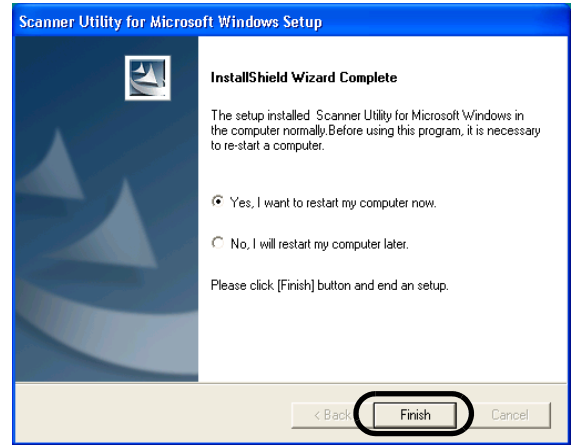 Scanner Utility for Microsoft Windows Setup
InstallShield Wizard Complete
The setup installed Scanner Utility for Microsoft Windows in
the computer normally.Before using this program, it is necessary
to re-start a computer.
Yes, I want to restart my computer now.
No, I will restart my computer later.
Please click [Finish] button and end an setup.
< Back Finish Cancel